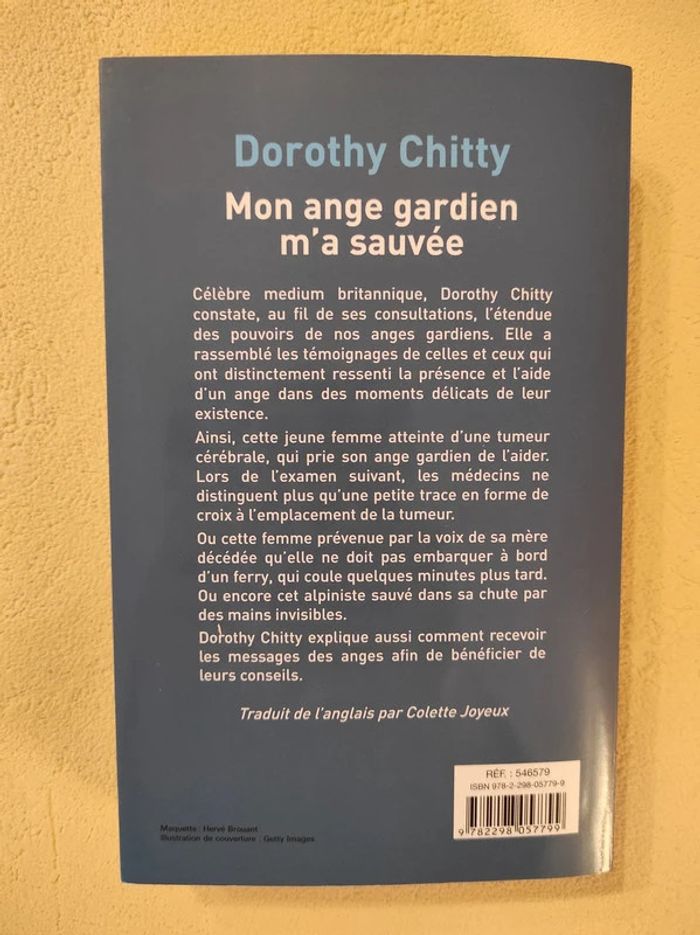 Dorothy Chitty
Mon ange gardien
m'a sauvée
Célèbre medium britannique, Dorothy Chitty
constate, au fil de ses consultations, l'étendue
des pouvoirs de nos anges gardiens. Elle a
rassemblé les témoignages de celles et ceux qui
ont distinctement ressenti la présence et l'aide
d'un ange dans des moments délicats de leur
existence.
Ainsi, cette jeune femme atteinte d'une tumeur
cérébrale, qui prie son ange gardien de l'aider.
Lors de l'examen suivant, les médecins ne
distinguent plus qu'une petite trace en forme de
croix à l'emplacement de la tumeur.
Ou cette femme prévenue par la voix de sa mère
décédée qu'elle ne doit pas embarquer à bord
d'un ferry, qui coule quelques minutes plus tard.
Ou encore cet alpiniste sauvé dans sa chute par
des mains invisibles.
Dorothy Chitty explique aussi comment recevoir
les messages des anges afin de bénéficier de
leurs conseils.
Traduit de l'anglais par Colette Joyeux
RÉF. : 546579
ISBN 978-2-298-05779-9
9 782298 057799
Maquette : Hervé Brouant
Illustration de couverture : Getty Images